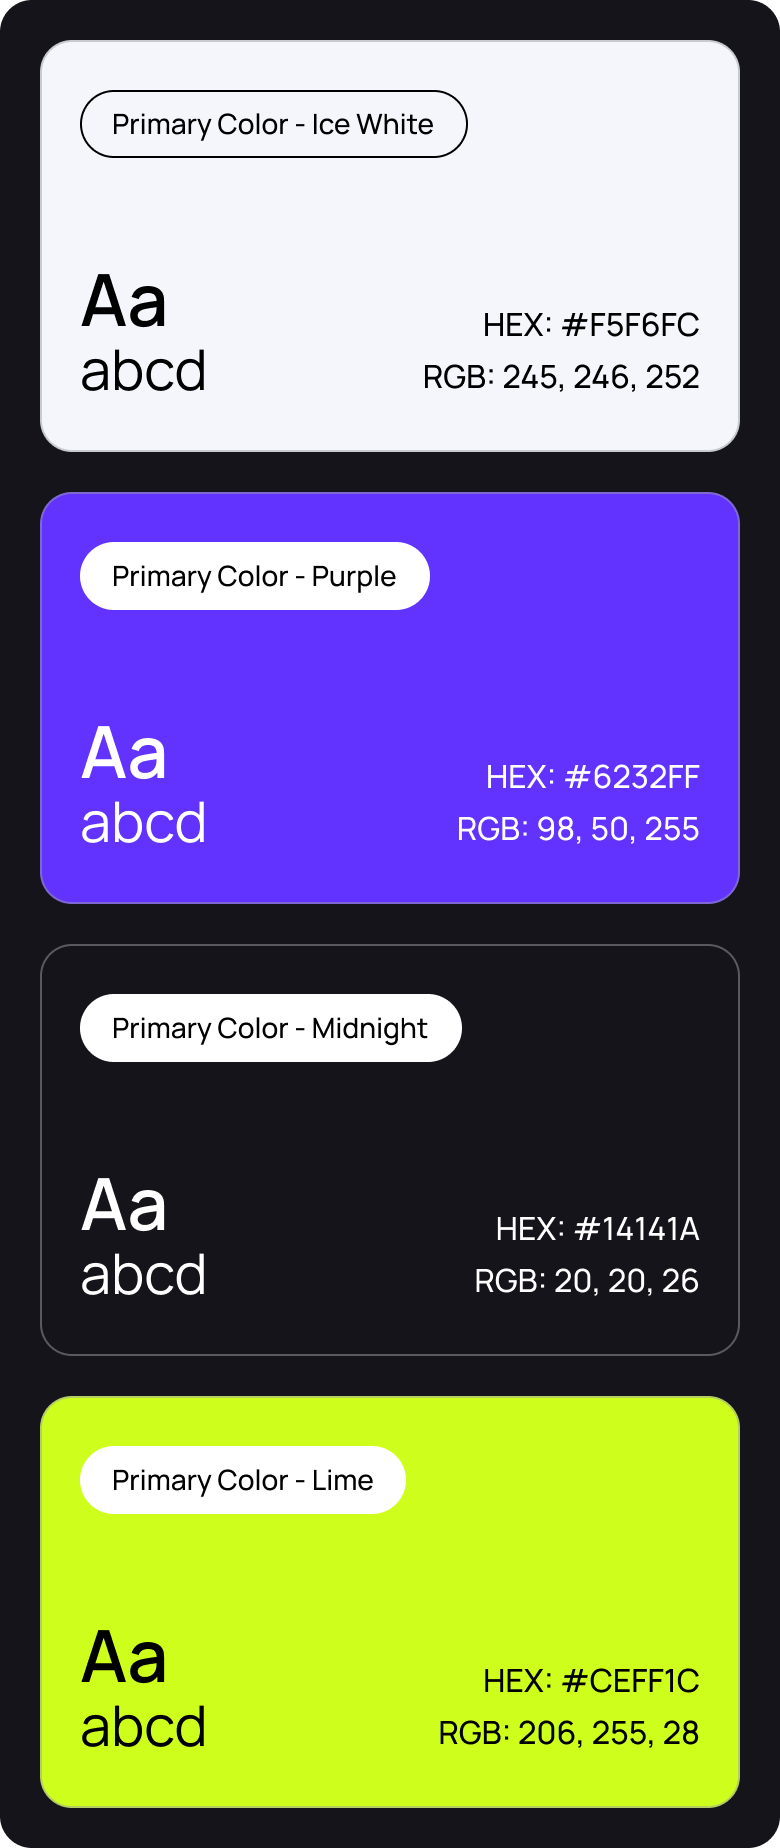 Primary Color - Ice White
Aa
abcd
HEX: #F5F6FC
RGB: 245, 246, 252
Primary Color - Purple
Aa
abcd
HEX: #6232FF
RGB: 98, 50, 255
Primary Color - Midnight
Aa
abcd
HEX: #14141A
RGB: 20, 20, 26
Primary Color - Lime
Aa
abcd
HEX: #CEFF1C
RGB: 206, 255, 28